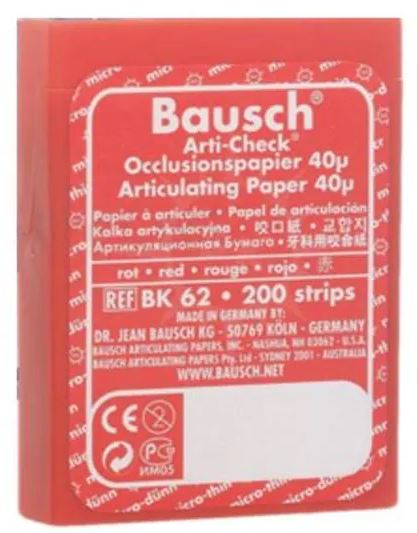 Bausch®
Arti-Check®
Occlusionspapier 40µ
Articulating Paper 40µ
Papier à articuler • Papel de articulación
Kalka artykulacyjna • 咬口紙 • 교합지
Артикуляционная Бумага • 牙科用咬合紙
rot • red • rouge • rojo • 赤
REF BK 62 • 200 strips
MADE IN GERMANY BY:
DR. JEAN BAUSCH KG - 50769 KÖLN - GERMANY
BAUSCH ARTICULATING PAPERS, INC. - NASHUA, NH 03062 - U.S.A.
BAUSCH ARTICULATING PAPERS Pty. Ltd - SYDNEY 2001 - AUSTRALIA
WWW.BAUSCH.NET
CE
2
ИМ05
micro-thin
micro-dünn